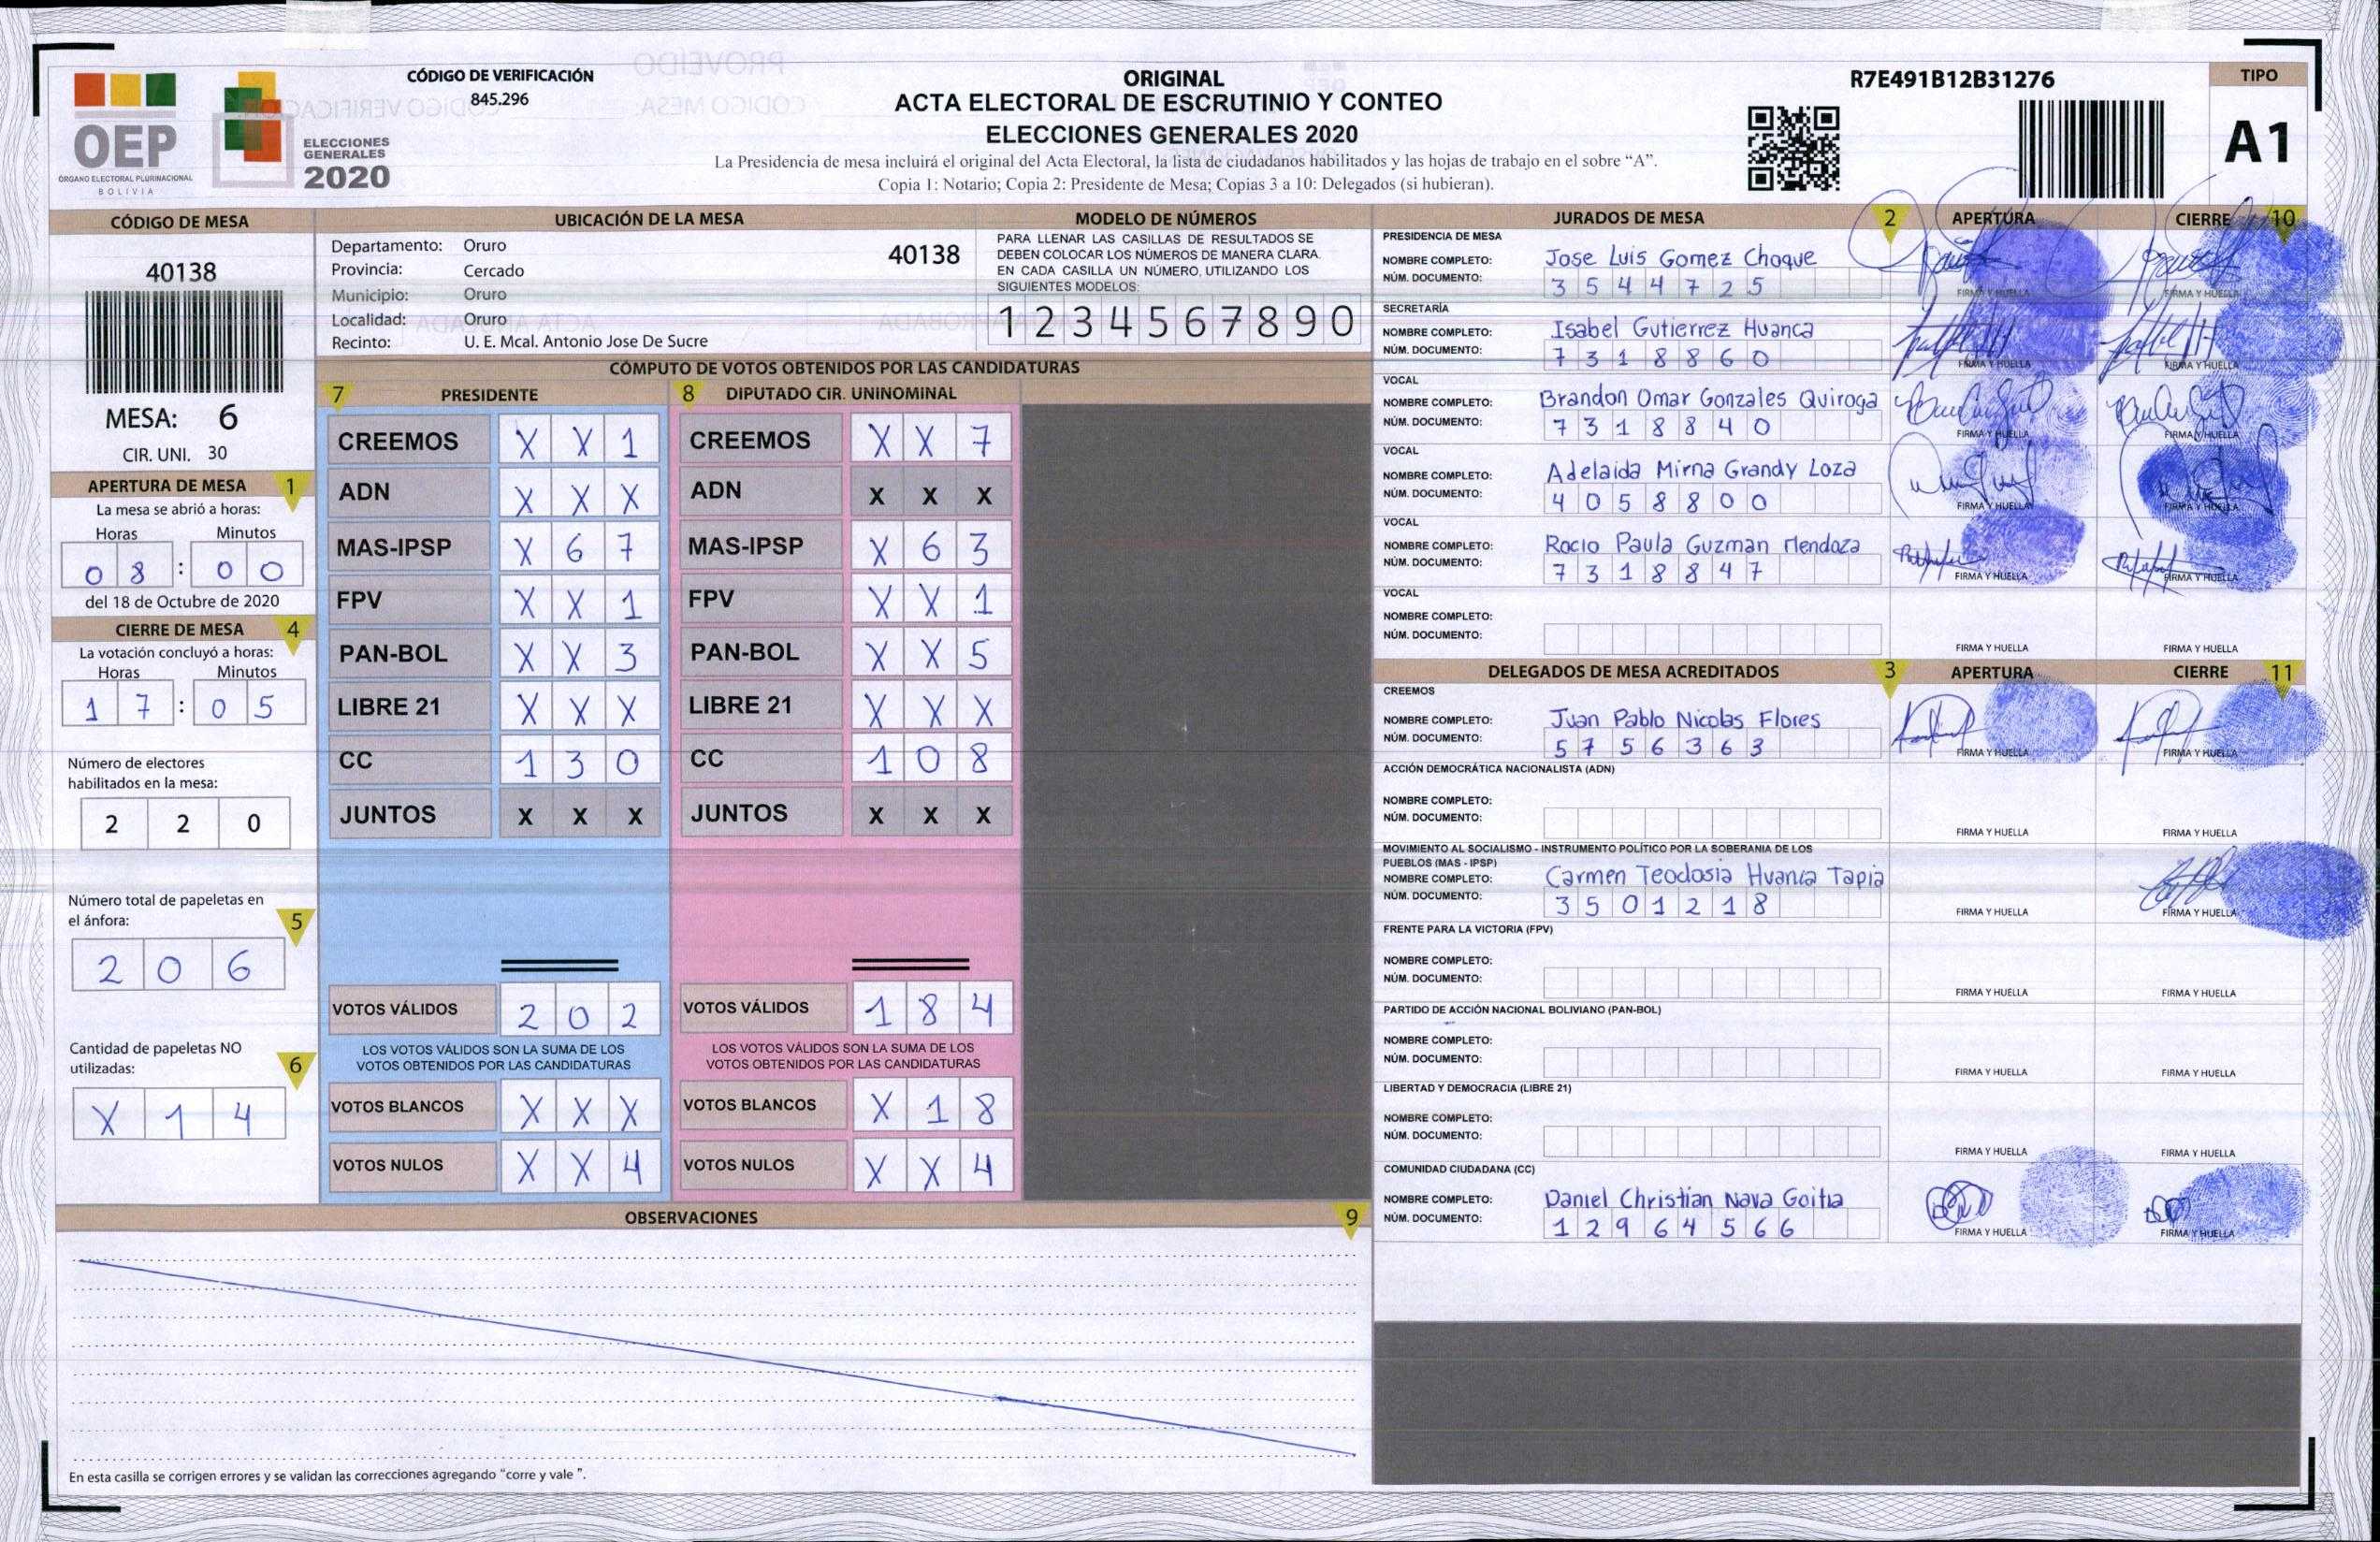 CÓDIGO DE VERIFICACIÓN
845.296
OEP
ÓRGANO ELECTORAL PLURINACIONAL
BOLIVIA
ELECCIONES
GENERALES
2020
ORIGINAL
ACTA ELECTORAL DE ESCRUTINIO Y CONTEO
ELECCIONES GENERALES 2020
La Presidencia de mesa incluirá el original del Acta Electoral, la lista de ciudadanos habilitados y las hojas de trabajo en el sobre “A”.
Copia 1: Notario; Copia 2: Presidente de Mesa; Copias 3 a 10: Delegados (si hubieran).
R7E491B12B31276
TIPO
A1
CÓDIGO DE MESA
40138
MESA: 6
CIR. UNI. 30
APERTURA DE MESA 1
La mesa se abrió a horas:
Horas Minutos
0 8 : 0 0
del 18 de Octubre de 2020
CIERRE DE MESA 4
La votación concluyó a horas:
Horas Minutos
1 7 : 0 5
Número de electores
habilitados en la mesa:
2 2 0
Número total de papeletas en
el ánfora: 5
2 0 6
Cantidad de papeletas NO
utilizadas: 6
X 1 4
UBICACIÓN DE LA MESA
Departamento: Oruro
40138
Provincia: Cercado
Municipio: Oruro
Localidad: Oruro
Recinto: U. E. Mcal. Antonio Jose De Sucre
MODELO DE NÚMEROS
PARA LLENAR LAS CASILLAS DE RESULTADOS SE
DEBEN COLOCAR LOS NÚMEROS DE MANERA CLARA.
EN CADA CASILLA UN NÚMERO, UTILIZANDO LOS
SIGUIENTES MODELOS:
1 2 3 4 5 6 7 8 9 0
CÓMPUTO DE VOTOS OBTENIDOS POR LAS CANDIDATURAS
7 PRESIDENTE
CREEMOS X X 1
ADN X X X
MAS-IPSP X 6 7
FPV X X 1
PAN-BOL X X 3
LIBRE 21 X X X
CC 1 3 0
JUNTOS X X X
VOTOS VÁLIDOS 2 0 2
LOS VOTOS VÁLIDOS SON LA SUMA DE LOS
VOTOS OBTENIDOS POR LAS CANDIDATURAS
VOTOS BLANCOS X X X
VOTOS NULOS X X 4
8 DIPUTADO CIR. UNINOMINAL
CREEMOS X X 7
ADN X X X
MAS-IPSP X 6 3
FPV X X 1
PAN-BOL X X 5
LIBRE 21 X X X
CC 1 0 8
JUNTOS X X X
VOTOS VÁLIDOS 1 8 4
LOS VOTOS VÁLIDOS SON LA SUMA DE LOS
VOTOS OBTENIDOS POR LAS CANDIDATURAS
VOTOS BLANCOS X 1 8
VOTOS NULOS X X 4
OBSERVACIONES 9
En esta casilla se corrigen errores y se validan las correcciones agregando “corre y vale ”.
JURADOS DE MESA 2 APERTURA CIERRE 10
PRESIDENCIA DE MESA
NOMBRE COMPLETO: Jose Luis Gomez Choque
NÚM. DOCUMENTO: 3 5 4 4 7 2 5
FIRMA Y HUELLA FIRMA Y HUELLA
SECRETARÍA
NOMBRE COMPLETO: Isabel Gutierrez Huanca
NÚM. DOCUMENTO: 7 3 1 8 8 6 0
FIRMA Y HUELLA FIRMA Y HUELLA
VOCAL
NOMBRE COMPLETO: Brandon Omar Gonzales Quiroga
NÚM. DOCUMENTO: 7 3 1 8 8 4 0
FIRMA Y HUELLA FIRMA Y HUELLA
VOCAL
NOMBRE COMPLETO: Adelaida Mirna Grandy Loza
NÚM. DOCUMENTO: 4 0 5 8 8 0 0
FIRMA Y HUELLA FIRMA Y HUELLA
VOCAL
NOMBRE COMPLETO: Rocio Paula Guzman Mendoza
NÚM. DOCUMENTO: 7 3 1 8 8 4 7
FIRMA Y HUELLA FIRMA Y HUELLA
VOCAL
NOMBRE COMPLETO:
NÚM. DOCUMENTO:
FIRMA Y HUELLA FIRMA Y HUELLA
DELEGADOS DE MESA ACREDITADOS 3 APERTURA CIERRE 11
CREEMOS
NOMBRE COMPLETO: Juan Pablo Nicolas Flores
NÚM. DOCUMENTO: 5 7 5 6 3 6 3
FIRMA Y HUELLA FIRMA Y HUELLA
ACCIÓN DEMOCRÁTICA NACIONALISTA (ADN)
NOMBRE COMPLETO:
NÚM. DOCUMENTO:
FIRMA Y HUELLA FIRMA Y HUELLA
MOVIMIENTO AL SOCIALISMO - INSTRUMENTO POLÍTICO POR LA SOBERANIA DE LOS
PUEBLOS (MAS - IPSP)
NOMBRE COMPLETO: Carmen Teodosia Huanca Tapia
NÚM. DOCUMENTO: 3 5 0 1 2 1 8
FIRMA Y HUELLA FIRMA Y HUELLA
FRENTE PARA LA VICTORIA (FPV)
NOMBRE COMPLETO:
NÚM. DOCUMENTO:
FIRMA Y HUELLA FIRMA Y HUELLA
PARTIDO DE ACCIÓN NACIONAL BOLIVIANO (PAN-BOL)
NOMBRE COMPLETO:
NÚM. DOCUMENTO:
FIRMA Y HUELLA FIRMA Y HUELLA
LIBERTAD Y DEMOCRACIA (LIBRE 21)
NOMBRE COMPLETO:
NÚM. DOCUMENTO:
FIRMA Y HUELLA FIRMA Y HUELLA
COMUNIDAD CIUDADANA (CC)
NOMBRE COMPLETO: Daniel Christian Nava Goitia
NÚM. DOCUMENTO: 1 2 9 6 4 5 6 6
FIRMA Y HUELLA FIRMA Y HUELLA